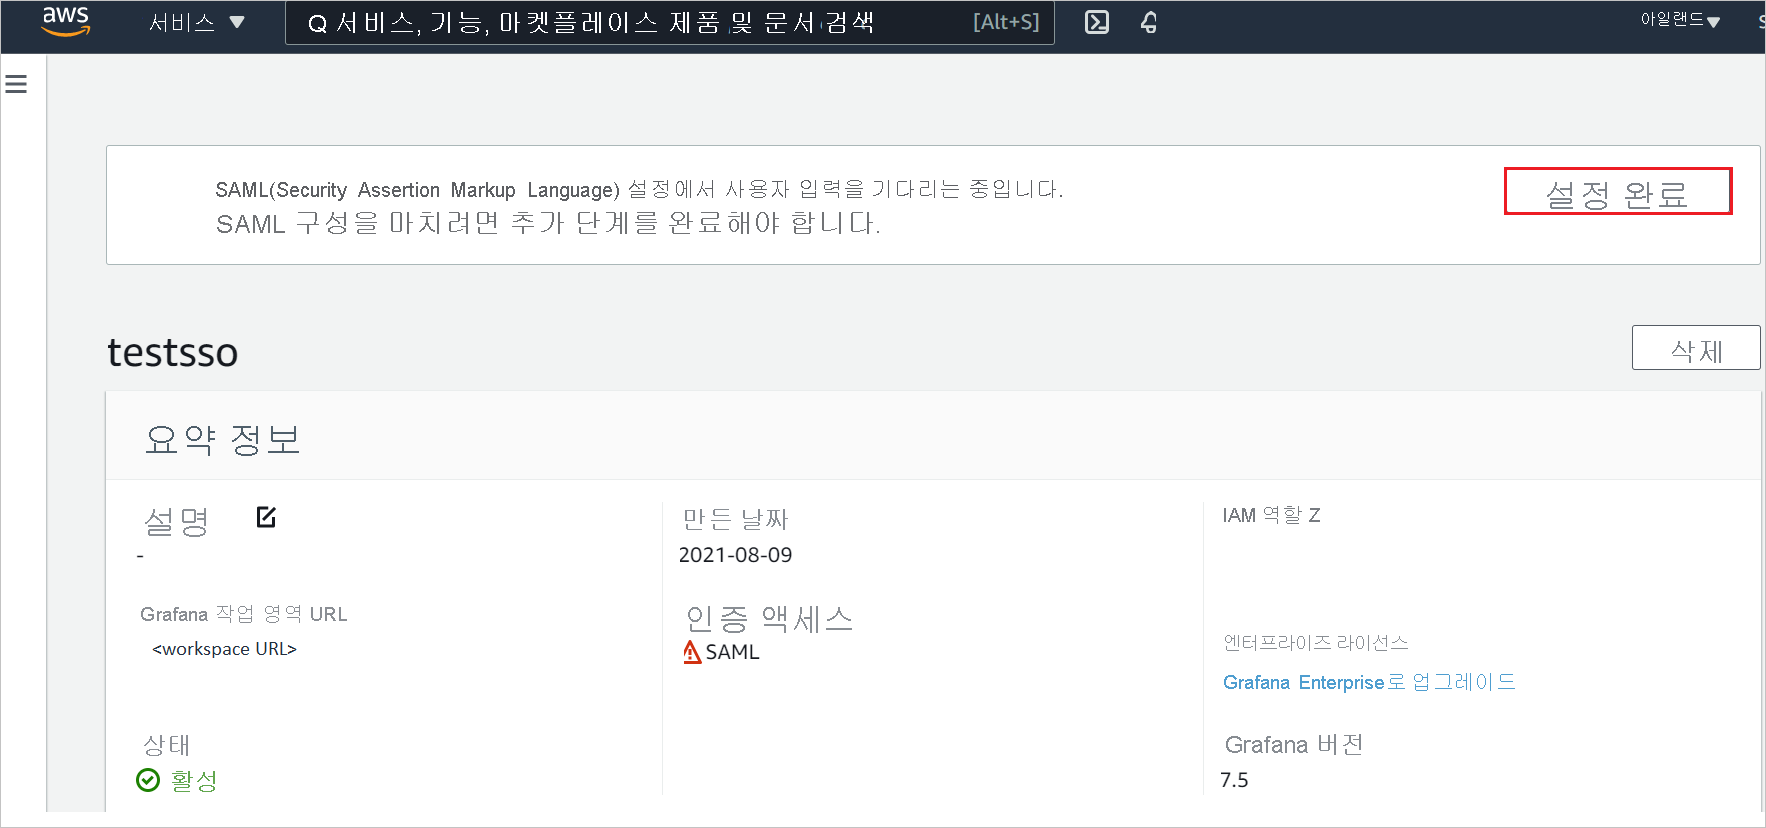 aws 서비스 Q 서비스, 기능, 마켓플레이스 제품 및 문서 검색 [Alt+S] 아일랜드
SAML(Security Assertion Markup Language) 설정에서 사용자 입력을 기다리는 중입니다.
SAML 구성을 마치려면 추가 단계를 완료해야 합니다.
설정 완료
testsso
삭제
요약 정보
설명
-
Grafana 작업 영역 URL
<workspace URL>
상태
활성
만든 날짜
2021-08-09
인증 액세스
SAML
IAM 역할 Z
엔터프라이즈 라이선스
Grafana Enterprise로 업그레이드
Grafana 버전
7.5